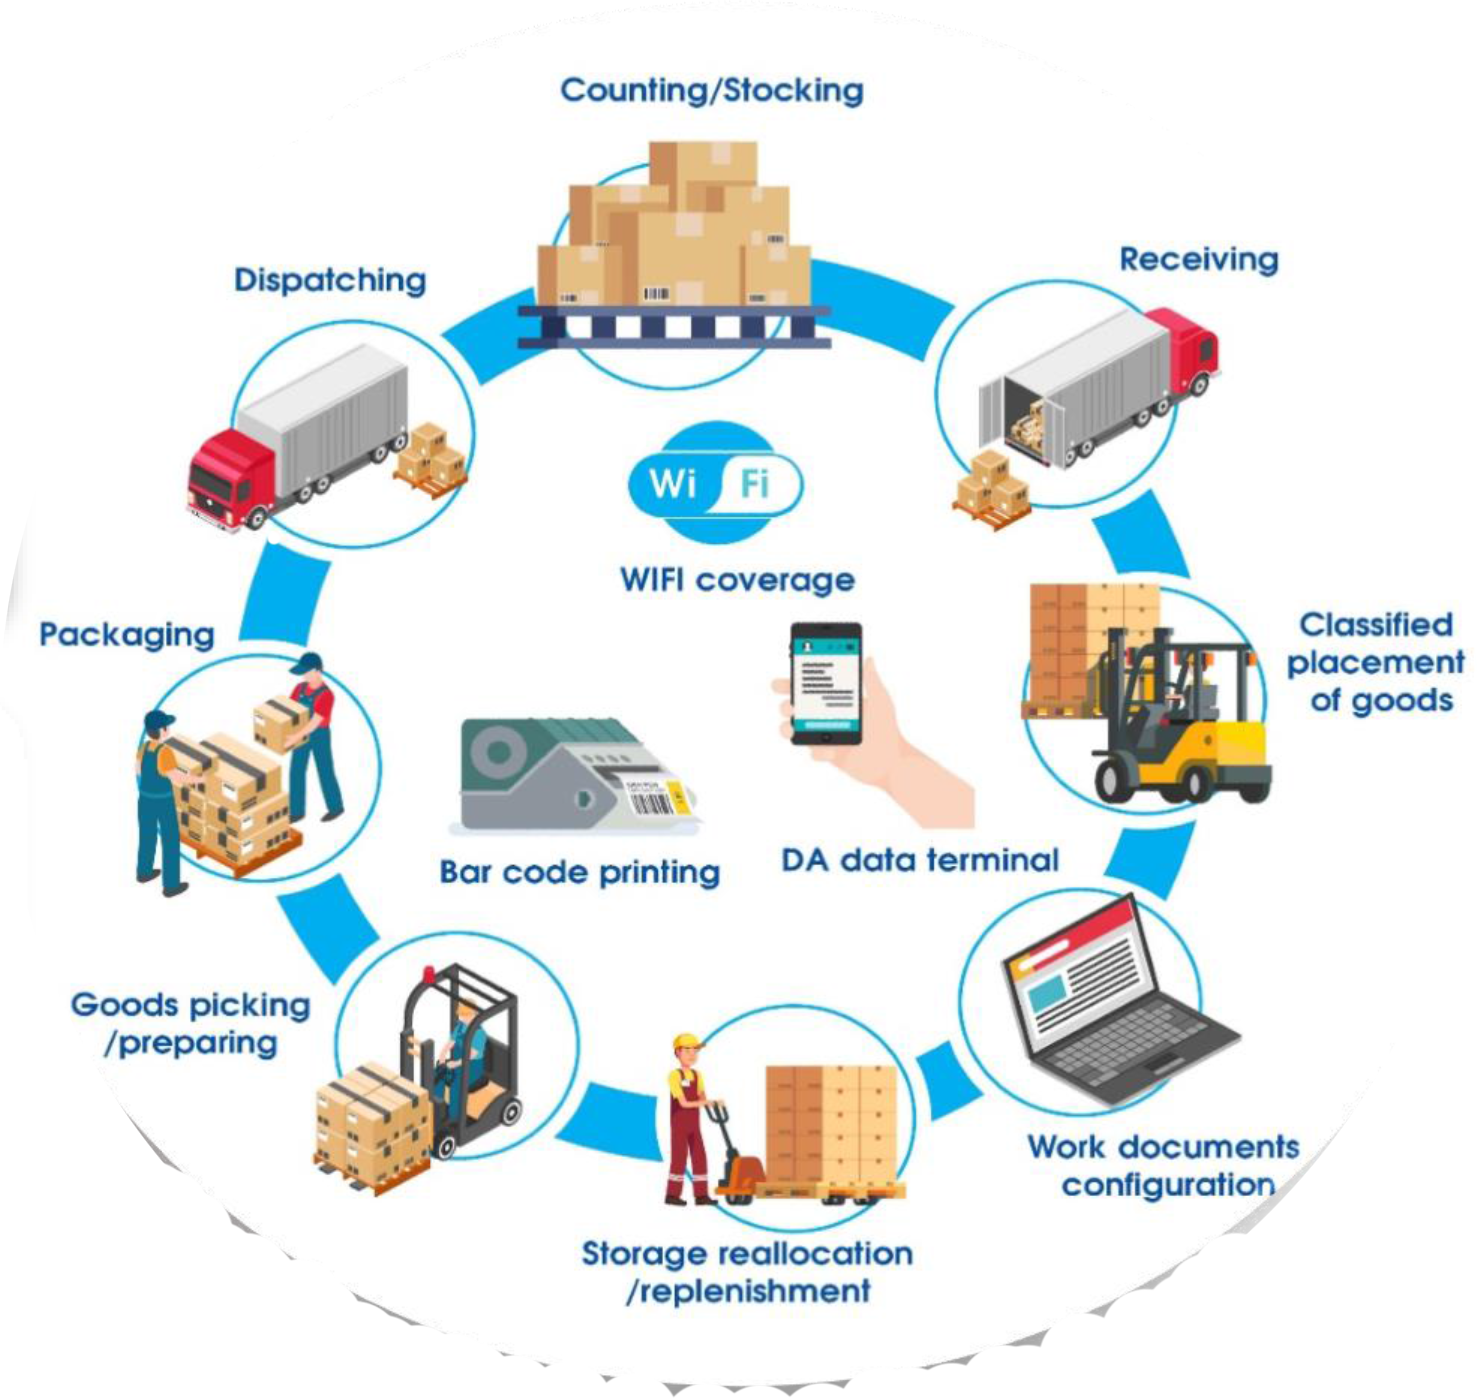 Counting/Stocking
Receiving
Dispatching
Wi Fi
WIFI coverage
Classified
placement
of goods
Packaging
DA data terminal
Bar code printing
Goods picking
/preparing
Work documents
configuration
Storage reallocation
/replenishment